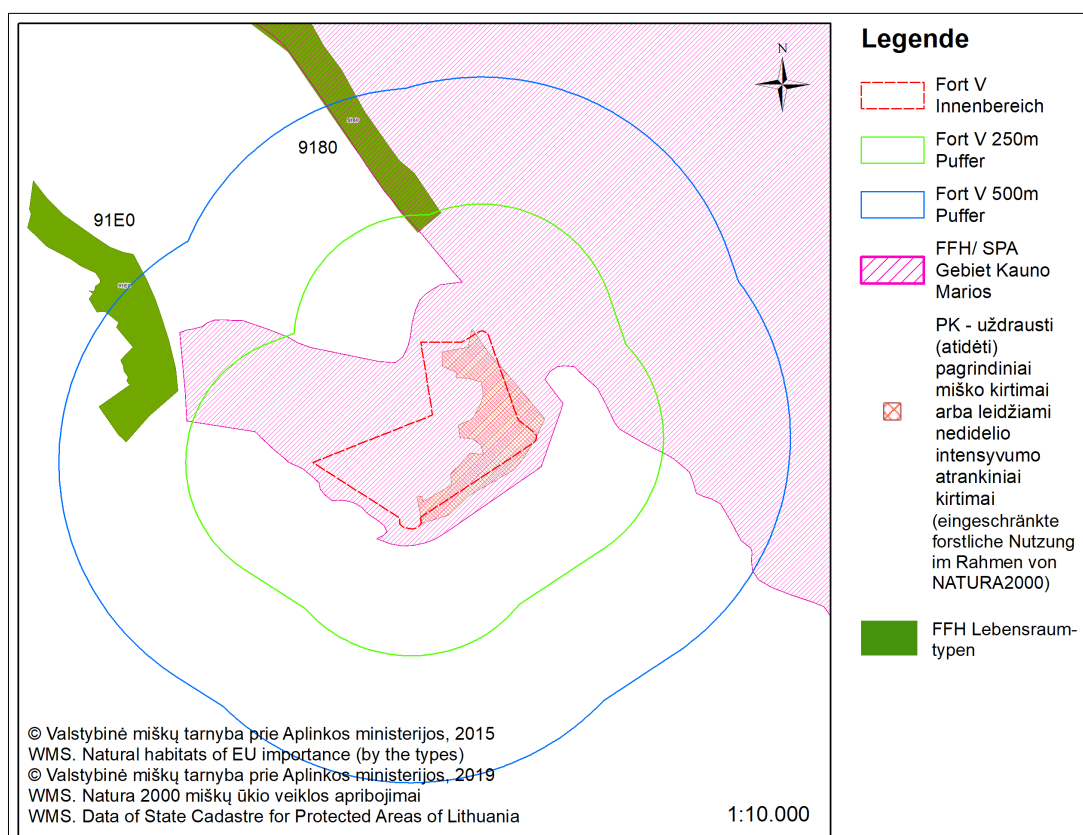 N
9180
9180
91E0
9180
© Valstybinė miškų tarnyba prie Aplinkos ministerijos, 2015
WMS. Natural habitats of EU importance (by the types)
© Valstybinė miškų tarnyba prie Aplinkos ministerijos, 2019
WMS. Natura 2000 miškų ūkio veiklos apribojimai
WMS. Data of State Cadastre for Protected Areas of Lithuania
1:10.000
Legende
Fort V
Innenbereich
Fort V 250m
Puffer
Fort V 500m
Puffer
FFH/ SPA
Gebiet Kauno
Marios
PK - uždrausti
(atidėti)
pagrindiniai
miško kirtimai
arba leidžiami
nedidelio
intensyvumo
atrankiniai
kirtimai
(eingeschränkte
forstliche Nutzung
im Rahmen von
NATURA2000)
FFH Lebensraum-
typen